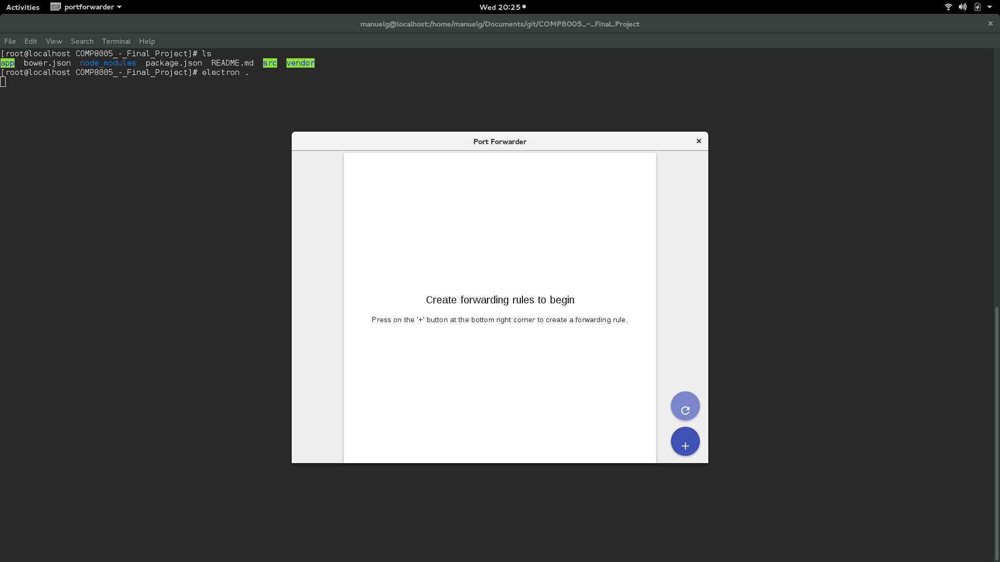 Activities portforwarder Wed 20:25
manuelg@localhost:/home/manuelg/Documents/git/COMP8005_-_Final_Project
File Edit View Search Terminal Help
[root@localhost COMP8005_-_Final_Project]# ls
app bower.json node_modules package.json README.md src vendor
[root@localhost COMP8005_-_Final_Project]# electron .
Port Forwarder
Create forwarding rules to begin
Press on the '+' button at the bottom right corner to create a forwarding rule.